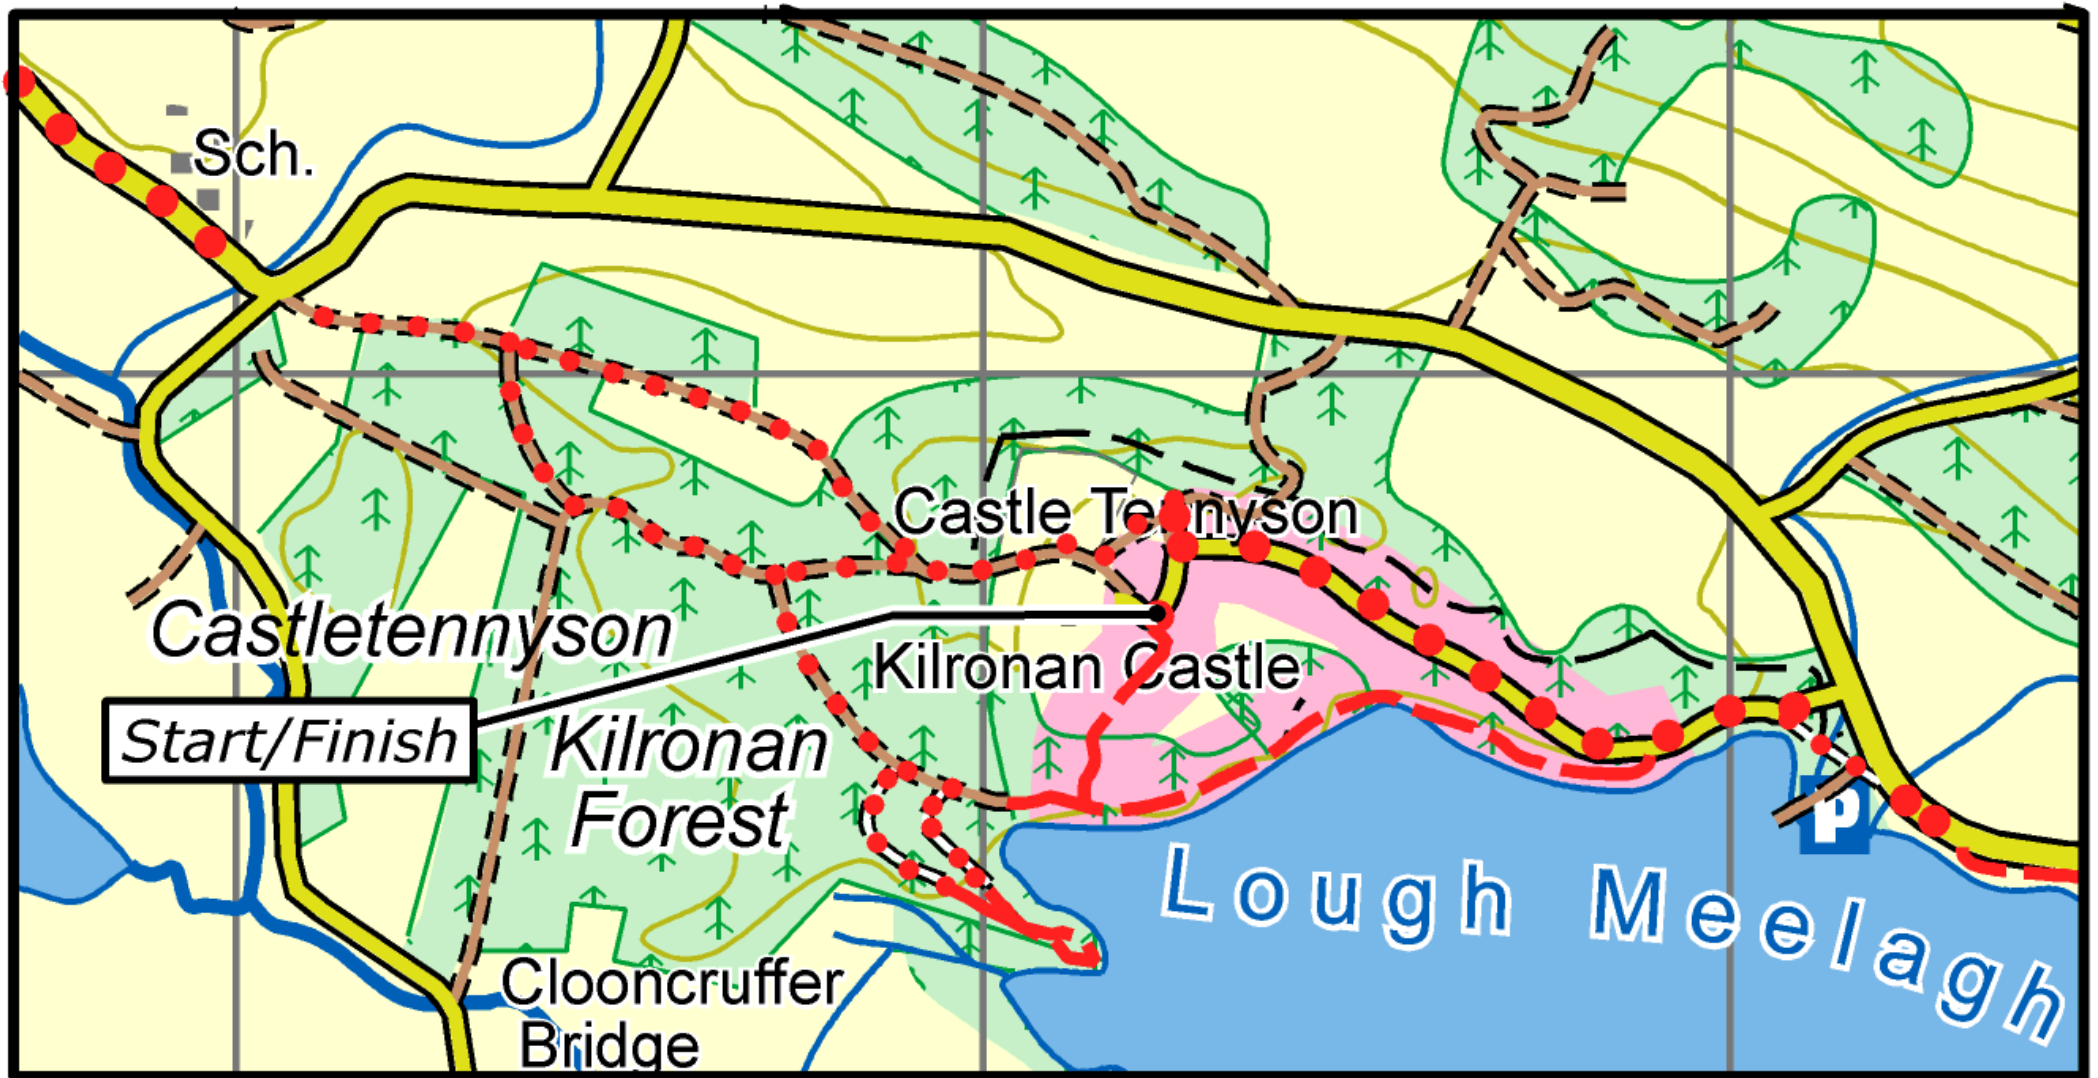 Sch.
Castle Tennyson
Castletennyson
Kilronan Castle
Start/Finish
Kilronan
Forest
P
Lough Meelagh
Clooncruffer
Bridge